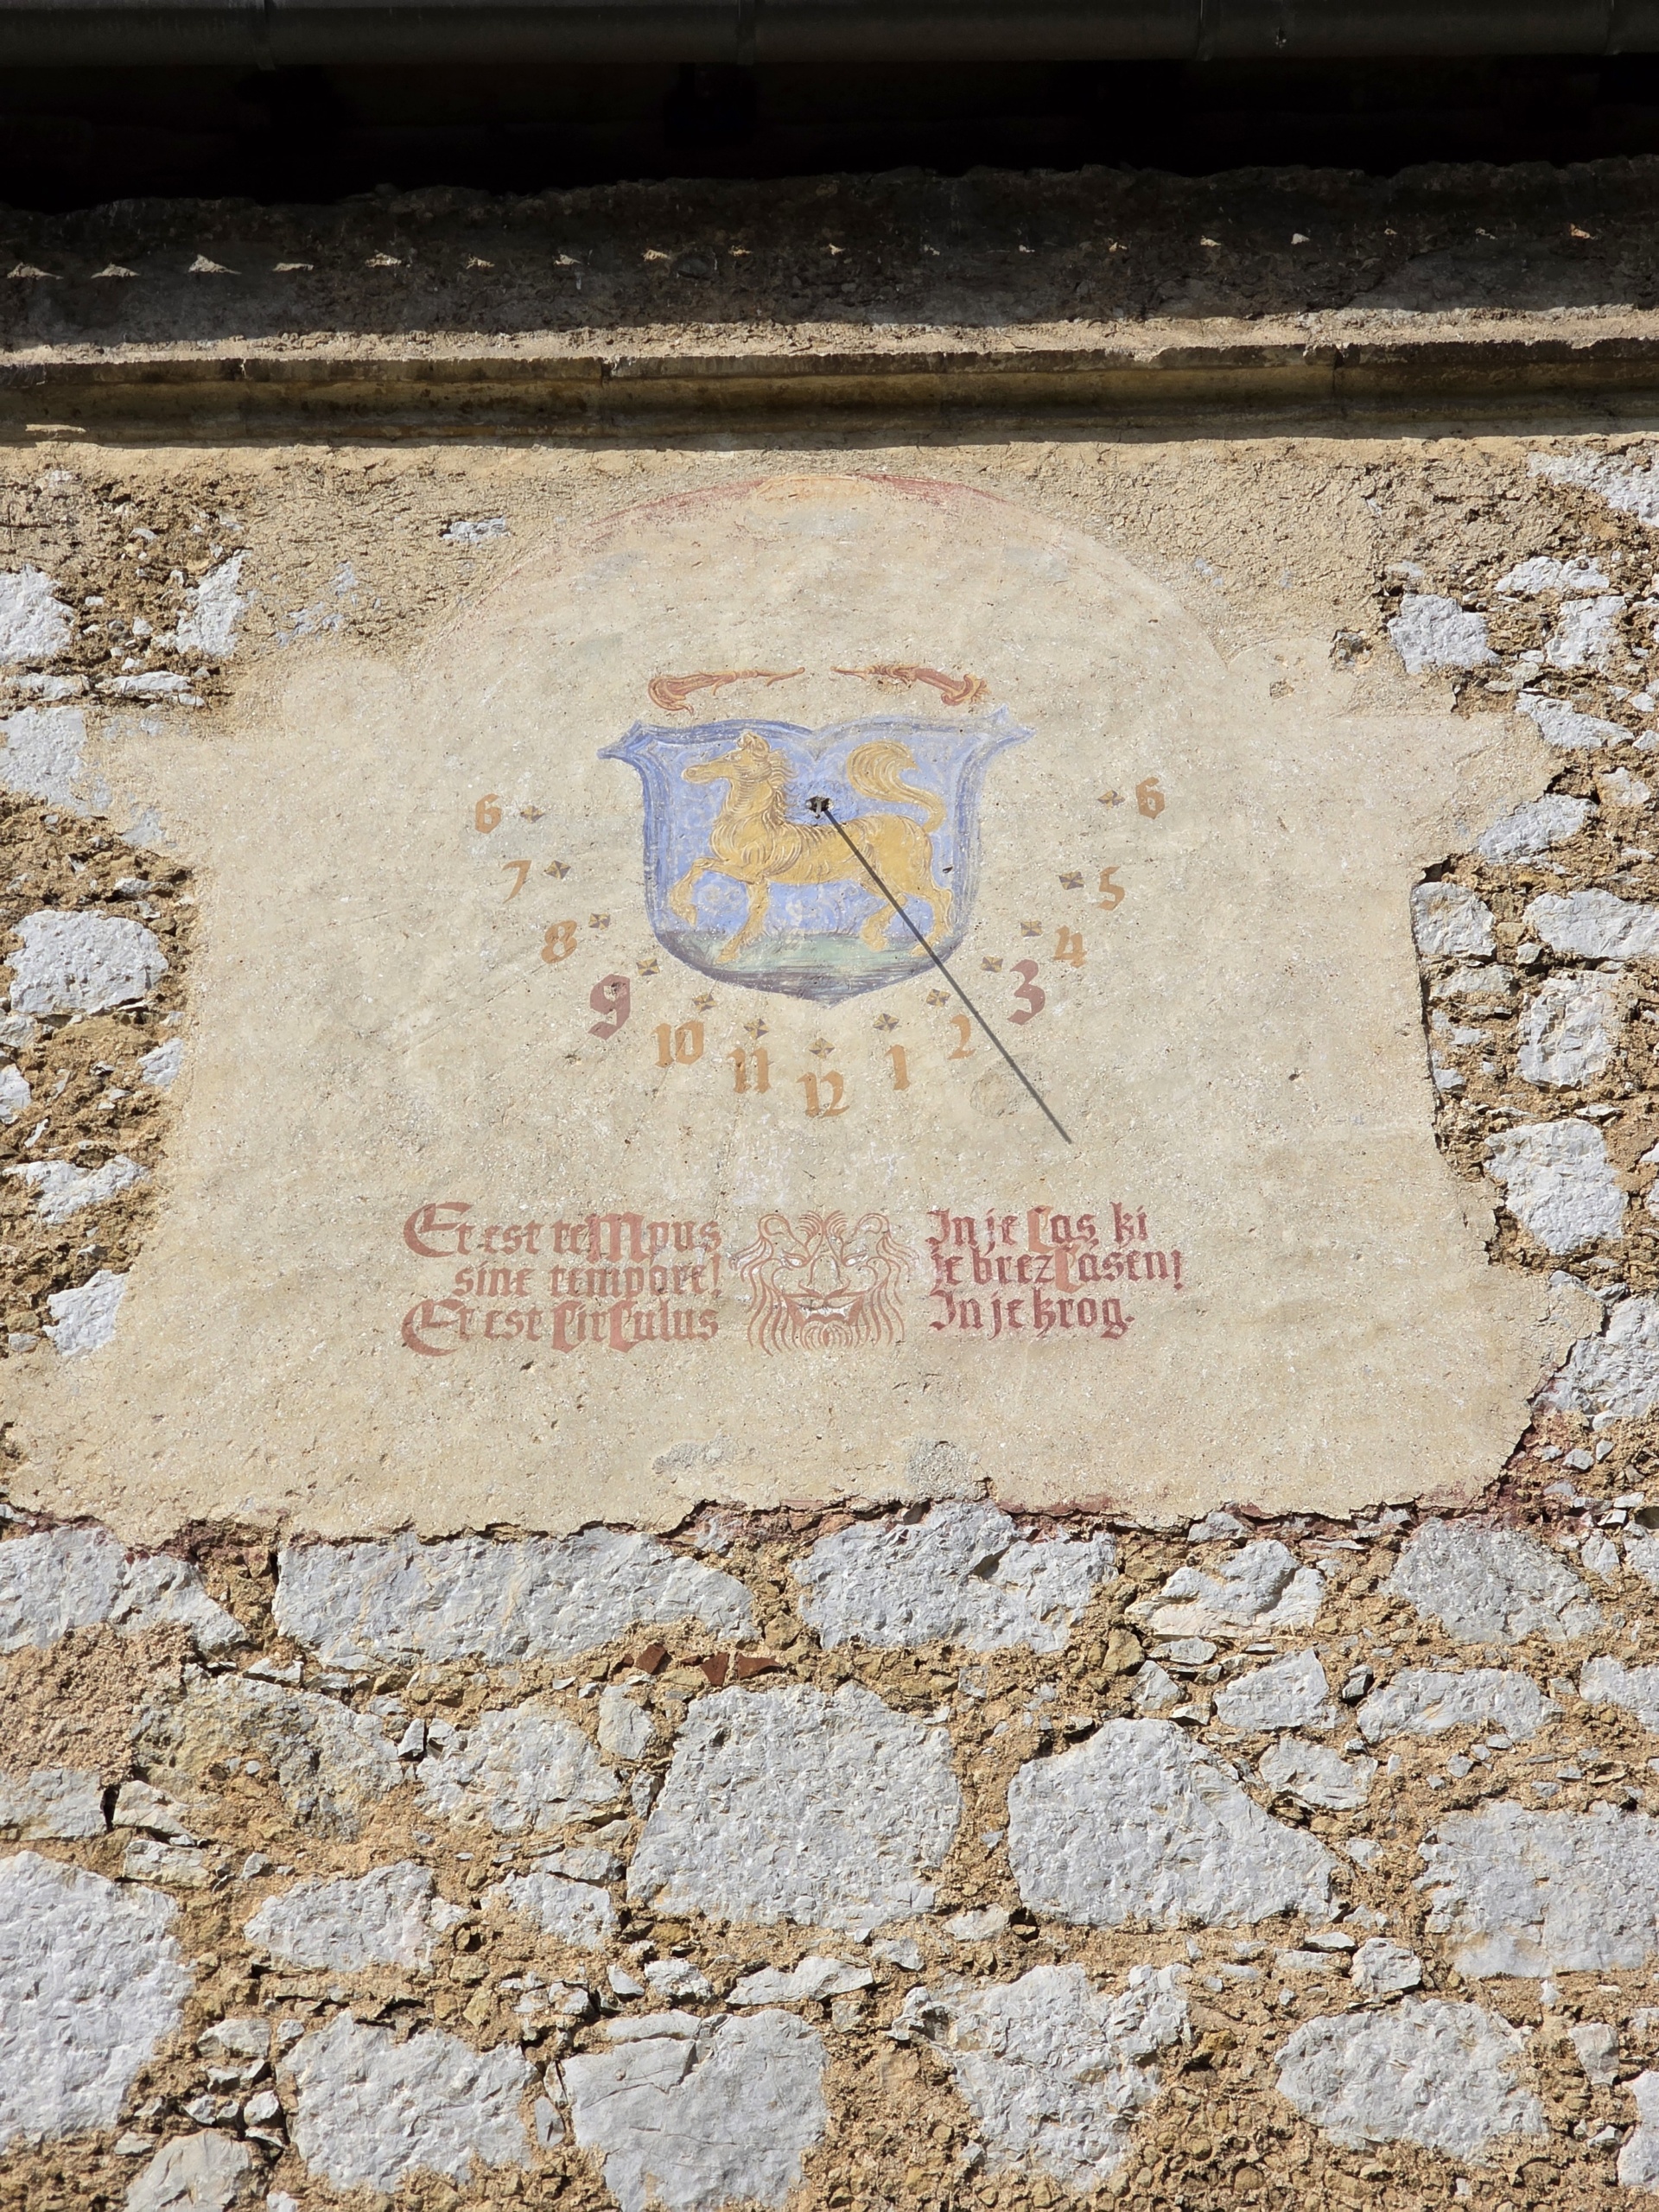 6 6
7 5
8 4
9 3
10 2
11 1
12
Et est teMpus
sine tempore!
Et est CirCulus
In je Cas, ki
je brez Casen!
In je krog.